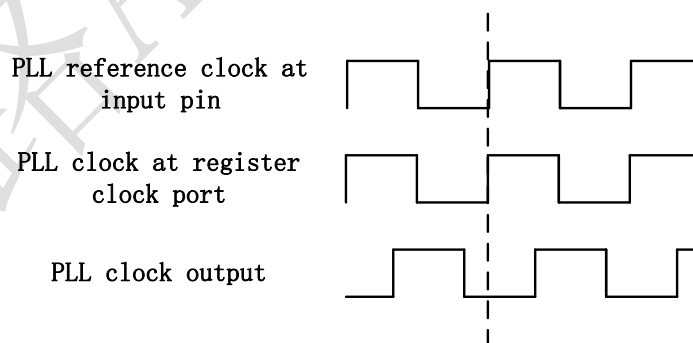 PLL reference clock at
input pin
PLL clock at register
clock port
PLL clock output